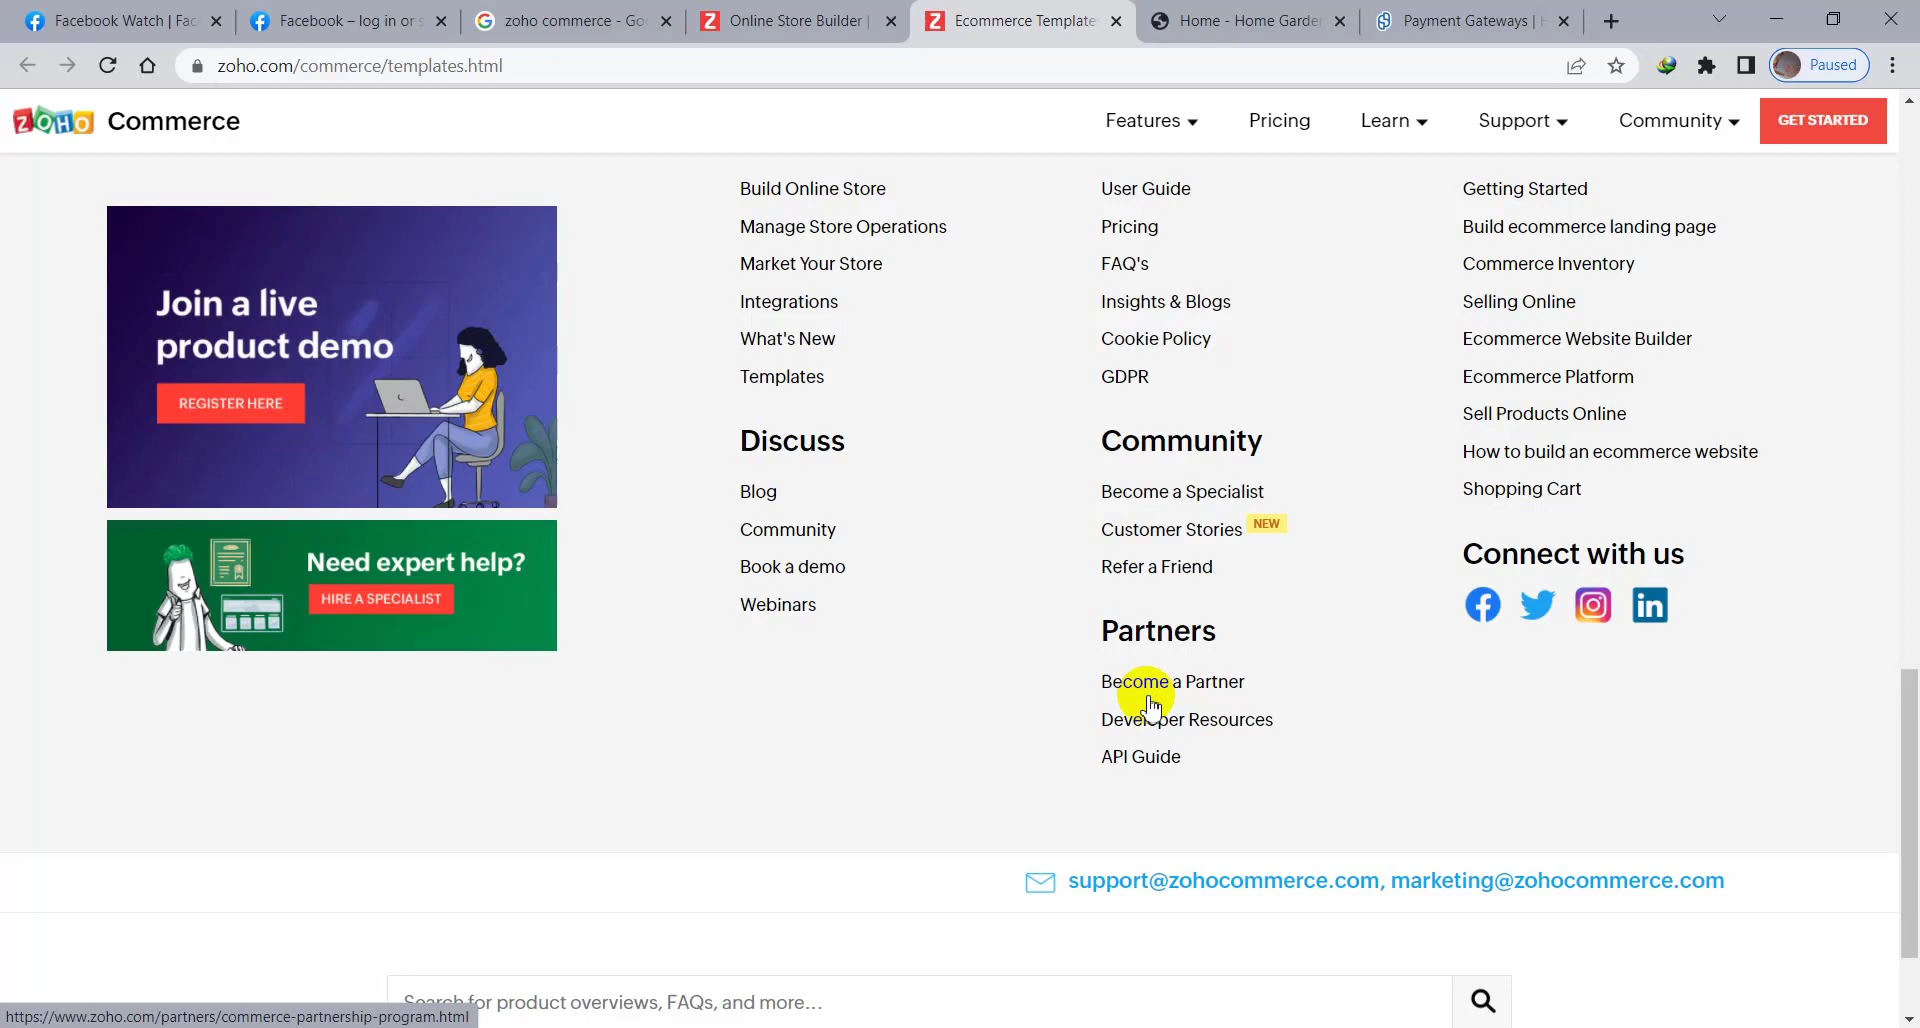 Facebook Watch | Fac
Facebook – log in or s
zoho commerce - Go
Online Store Builder |
Ecommerce Template
Home - Home Garde
Payment Gateways |
zoho.com/commerce/templates.html
Paused
ZOHO Commerce
Features
Pricing
Learn
Support
Community
GET STARTED
Join a live
product demo
REGISTER HERE
Need expert help?
HIRE A SPECIALIST
Build Online Store
Manage Store Operations
Market Your Store
Integrations
What's New
Templates
Discuss
Blog
Community
Book a demo
Webinars
User Guide
Pricing
FAQ's
Insights & Blogs
Cookie Policy
GDPR
Community
Become a Specialist
Customer Stories NEW
Refer a Friend
Partners
Become a Partner
Developer Resources
API Guide
Getting Started
Build ecommerce landing page
Commerce Inventory
Selling Online
Ecommerce Website Builder
Ecommerce Platform
Sell Products Online
How to build an ecommerce website
Shopping Cart
Connect with us
support@zohocommerce.com, marketing@zohocommerce.com
Search for product overviews, FAQs, and more...
https://www.zoho.com/partners/commerce-partnership-program.html